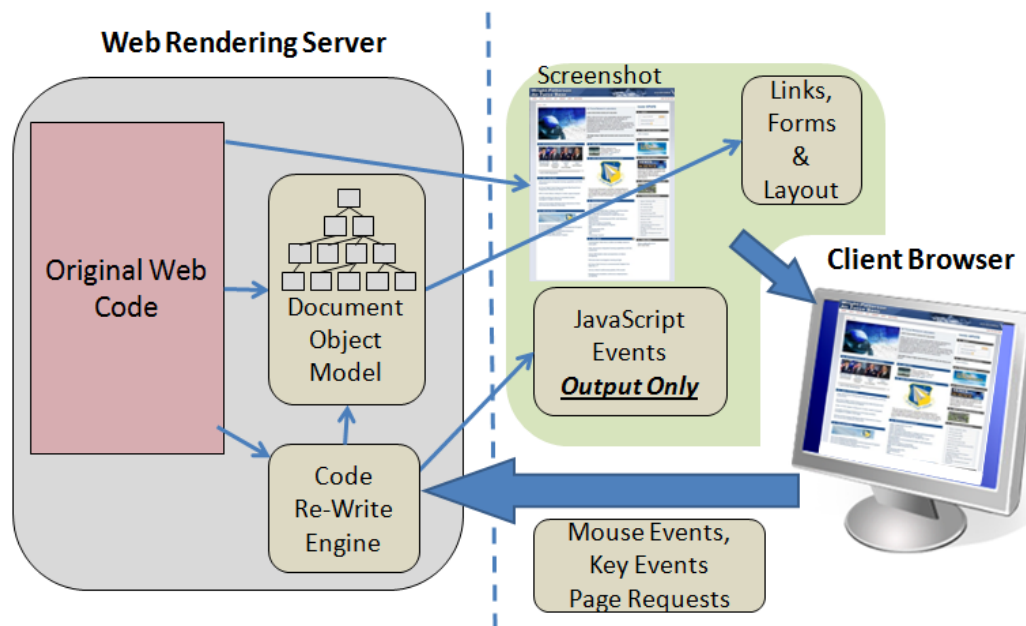 Web Rendering Server
Original Web
Code
Document
Object
Model
Code
Re-Write
Engine
Screenshot
Links,
Forms
&
Layout
JavaScript
Events
Output Only
Client Browser
Mouse Events,
Key Events
Page Requests